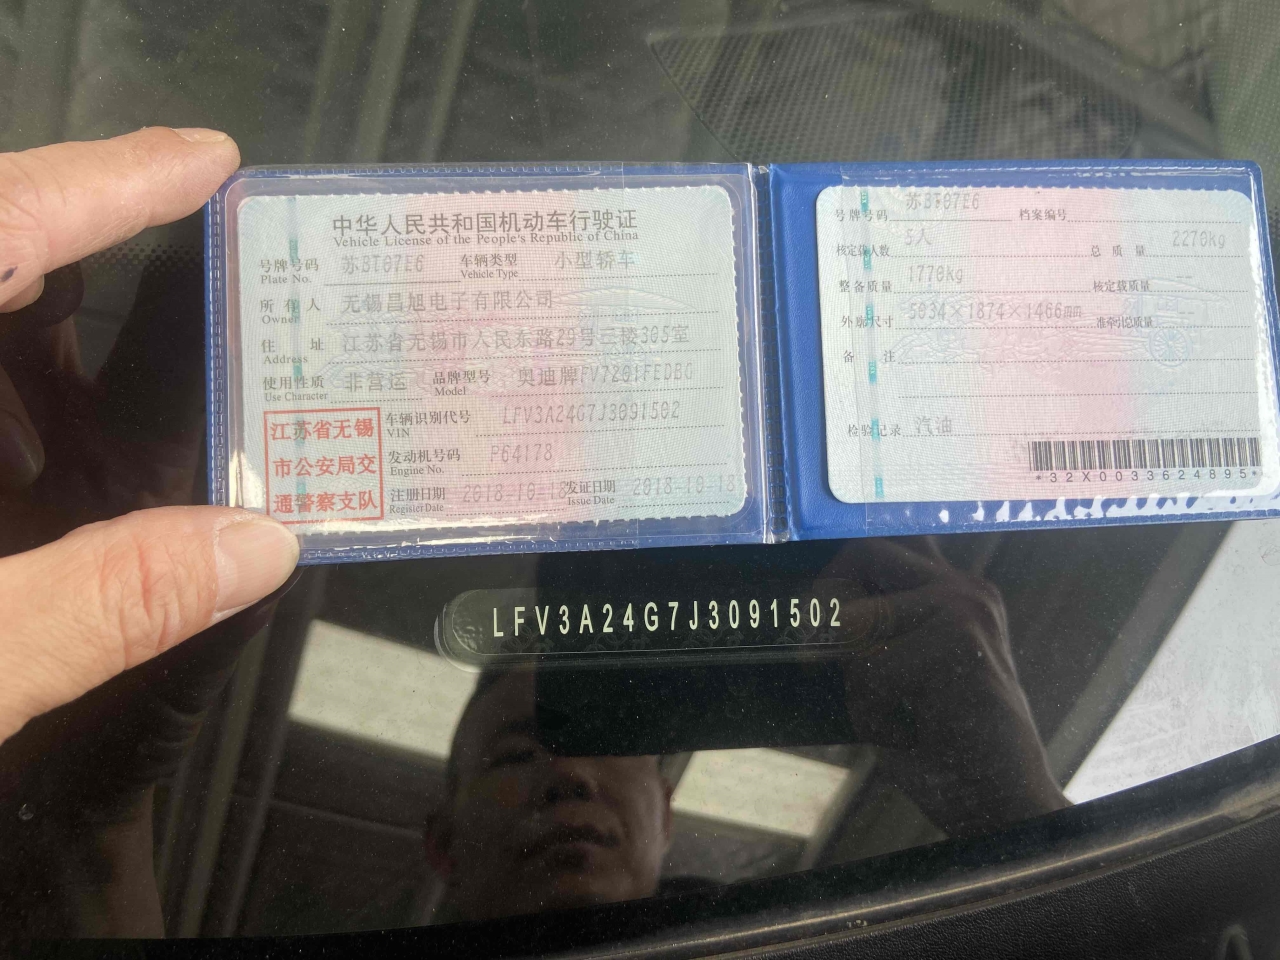 中华人民共和国机动车行驶证
Vehicle License of the People's Republic of China
号牌号码 苏BT07E6 车辆类型 小型轿车
Plate No. Vehicle Type
所有人 无锡昌旭电子有限公司
Owner
住址 江苏省无锡市人民东路29号三楼305室
Address
使用性质 非营运 品牌型号 奥迪牌FV7201FEDBG
Use Character Model
江苏省无锡
市公安局交
通警察支队
车辆识别代号 LFV3A24G7J3091502
VIN
发动机号码 P64178
Engine No.
注册日期 2018-10-18 发证日期 2018-10-18
Register Date Issue Date
号牌号码 苏BT07E6 档案编号
核定载人数 5人 总质量 2270kg
整备质量 1770kg 核定载质量
外廓尺寸 5034×1874×1466mm 准牵引总质量
备注
检验记录 汽油
*32X0033624895*
LFV3A24G7J3091502